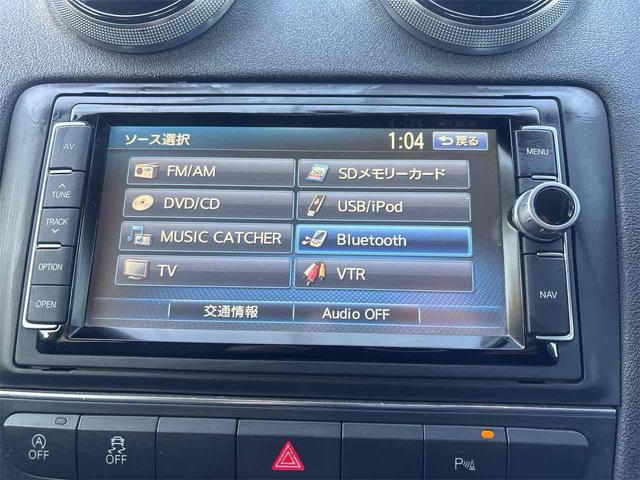 ソース選択 1:04 戻る
FM/AM SDメモリーカード
DVD/CD USB/iPod
MUSIC CATCHER Bluetooth
TV VTR
交通情報 Audio OFF
AV
TUNE
TRACK
OPTION
OPEN
MENU
NAV
A OFF
OFF
P